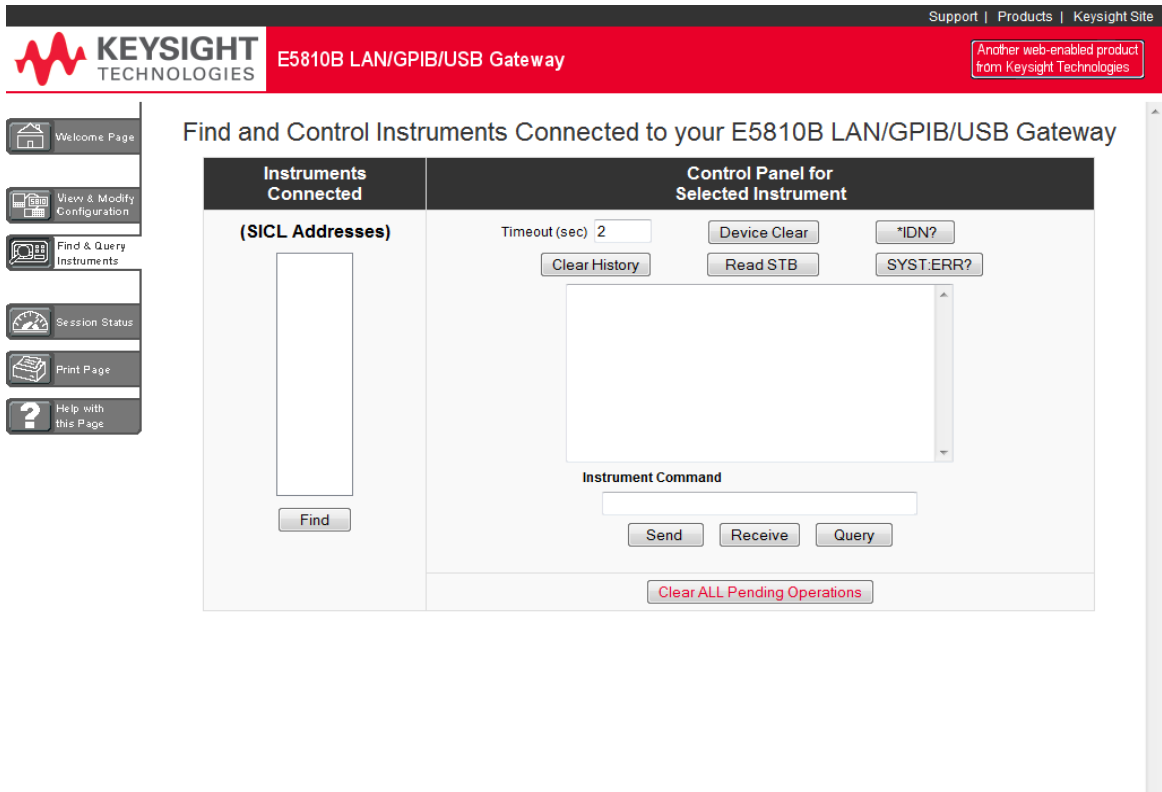 Support | Products | Keysight Site
KEYSIGHT
TECHNOLOGIES
E5810B LAN/GPIB/USB Gateway
Another web-enabled product
from Keysight Technologies
Welcome Page
View & Modify
Configuration
Find & Query
Instruments
Session Status
Print Page
Help with
this Page
Find and Control Instruments Connected to your E5810B LAN/GPIB/USB Gateway
Instruments
Connected
Control Panel for
Selected Instrument
(SICL Addresses)
Find
Timeout (sec) 2 Device Clear *IDN?
Clear History Read STB SYST:ERR?
Instrument Command
Send Receive Query
Clear ALL Pending Operations